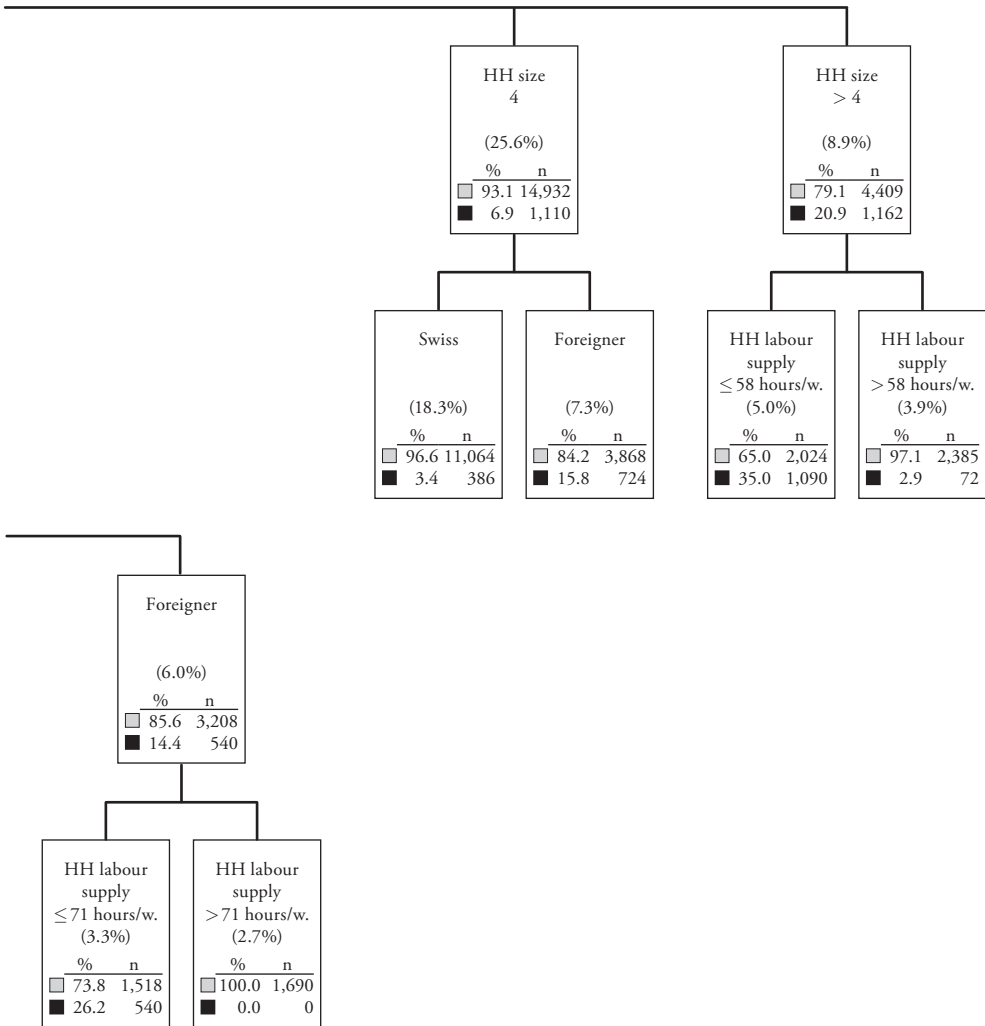 HH size
4
(25.6%)
% n
93.1 14,932
6.9 1,110
HH size
> 4
(8.9%)
% n
79.1 4,409
20.9 1,162
Swiss
(18.3%)
% n
96.6 11,064
3.4 386
Foreigner
(7.3%)
% n
84.2 3,868
15.8 724
HH labour
supply
≤ 58 hours/w.
(5.0%)
% n
65.0 2,024
35.0 1,090
HH labour
supply
> 58 hours/w.
(3.9%)
% n
97.1 2,385
2.9 72
Foreigner
(6.0%)
% n
85.6 3,208
14.4 540
HH labour
supply
≤ 71 hours/w.
(3.3%)
% n
73.8 1,518
26.2 540
HH labour
supply
> 71 hours/w.
(2.7%)
% n
100.0 1,690
0.0 0